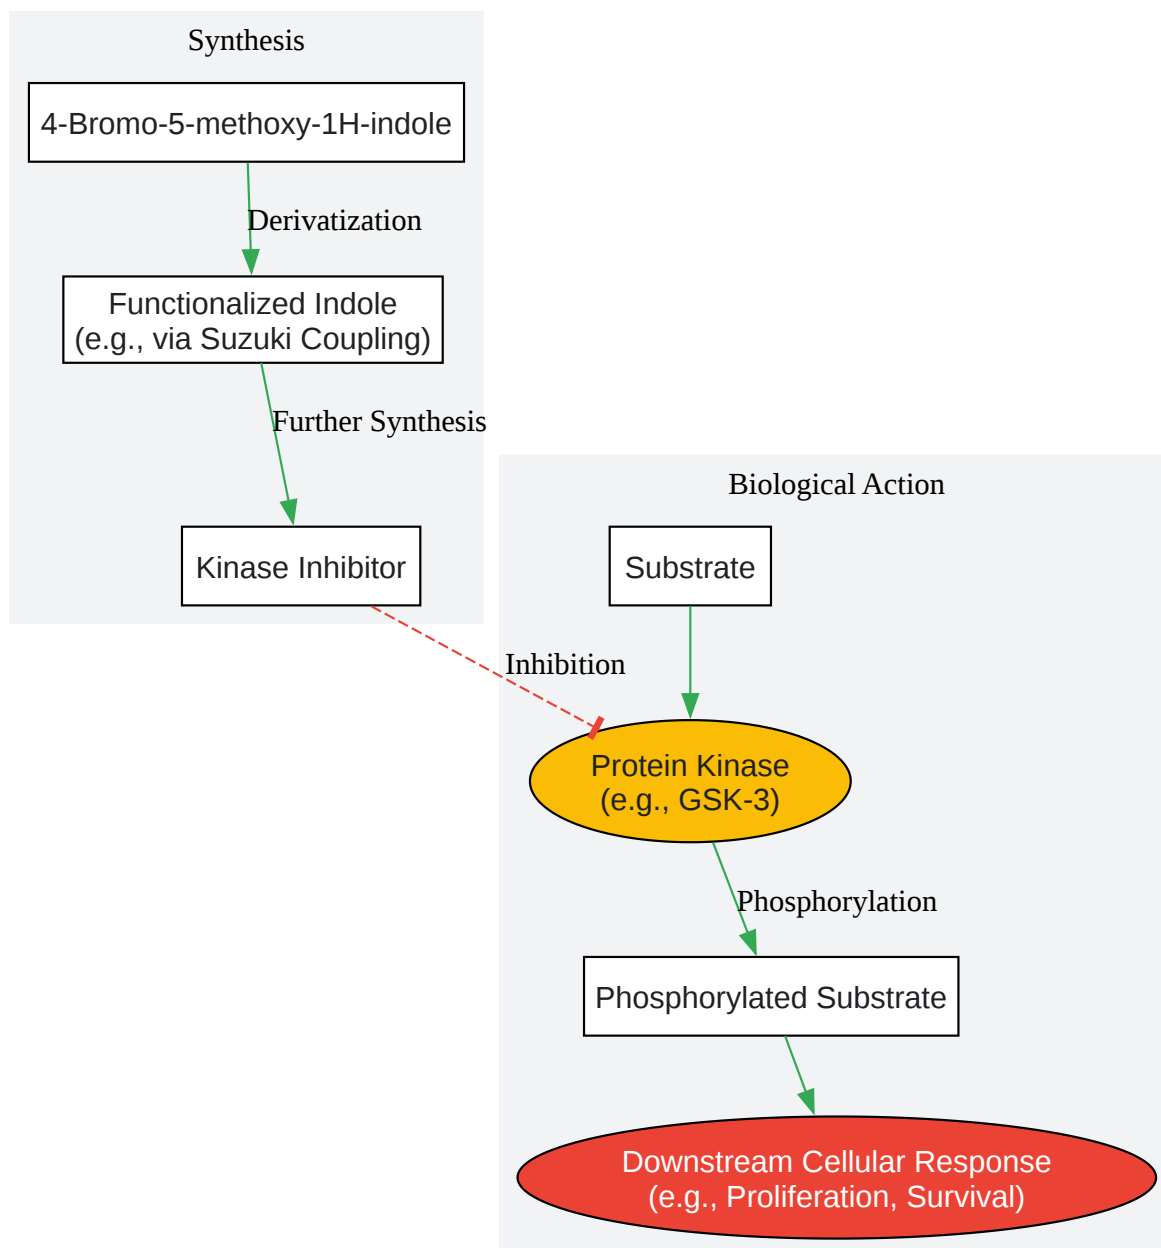 Synthesis
4-Bromo-5-methoxy-1H-indole
Derivatization
Functionalized Indole
(e.g., via Suzuki Coupling)
Further Synthesis
Kinase Inhibitor
Inhibition
Biological Action
Substrate
Protein Kinase
(e.g., GSK-3)
Phosphorylation
Phosphorylated Substrate
Downstream Cellular Response
(e.g., Proliferation, Survival)